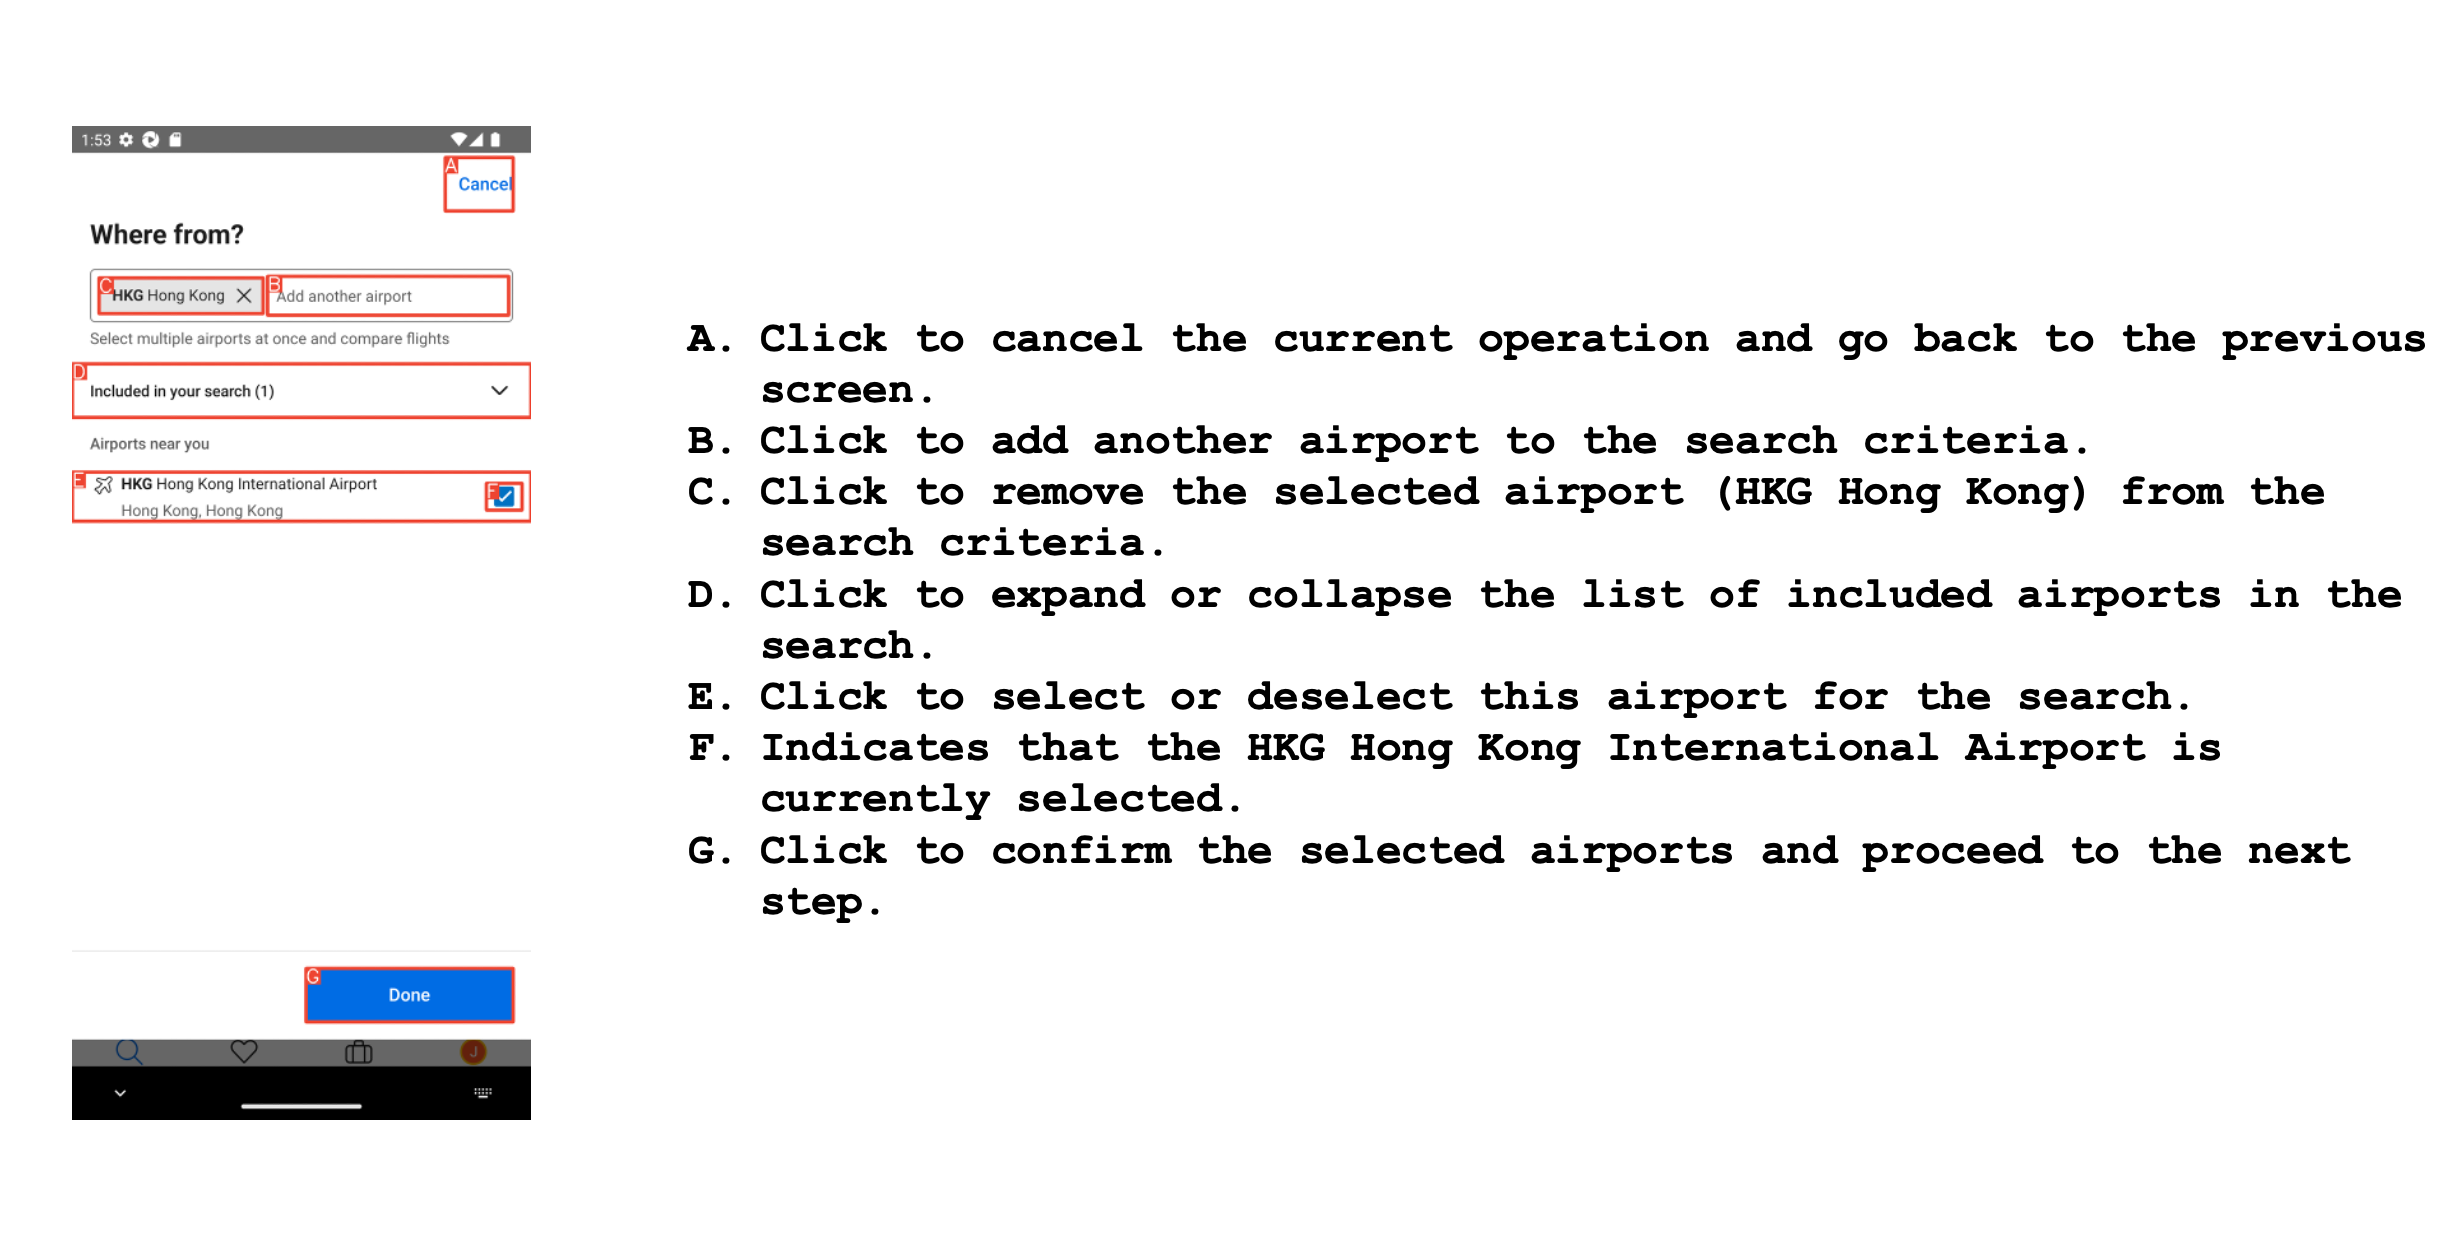 1:53
A
Cancel
Where from?
C
HKG Hong Kong
B
Add another airport
Select multiple airports at once and compare flights
D
Included in your search (1)
Airports near you
E
HKG Hong Kong International Airport
F
Hong Kong, Hong Kong
G
Done
J
A. Click to cancel the current operation and go back to the previous
screen.
B. Click to add another airport to the search criteria.
C. Click to remove the selected airport (HKG Hong Kong) from the
search criteria.
D. Click to expand or collapse the list of included airports in the
search.
E. Click to select or deselect this airport for the search.
F. Indicates that the HKG Hong Kong International Airport is
currently selected.
G. Click to confirm the selected airports and proceed to the next
step.